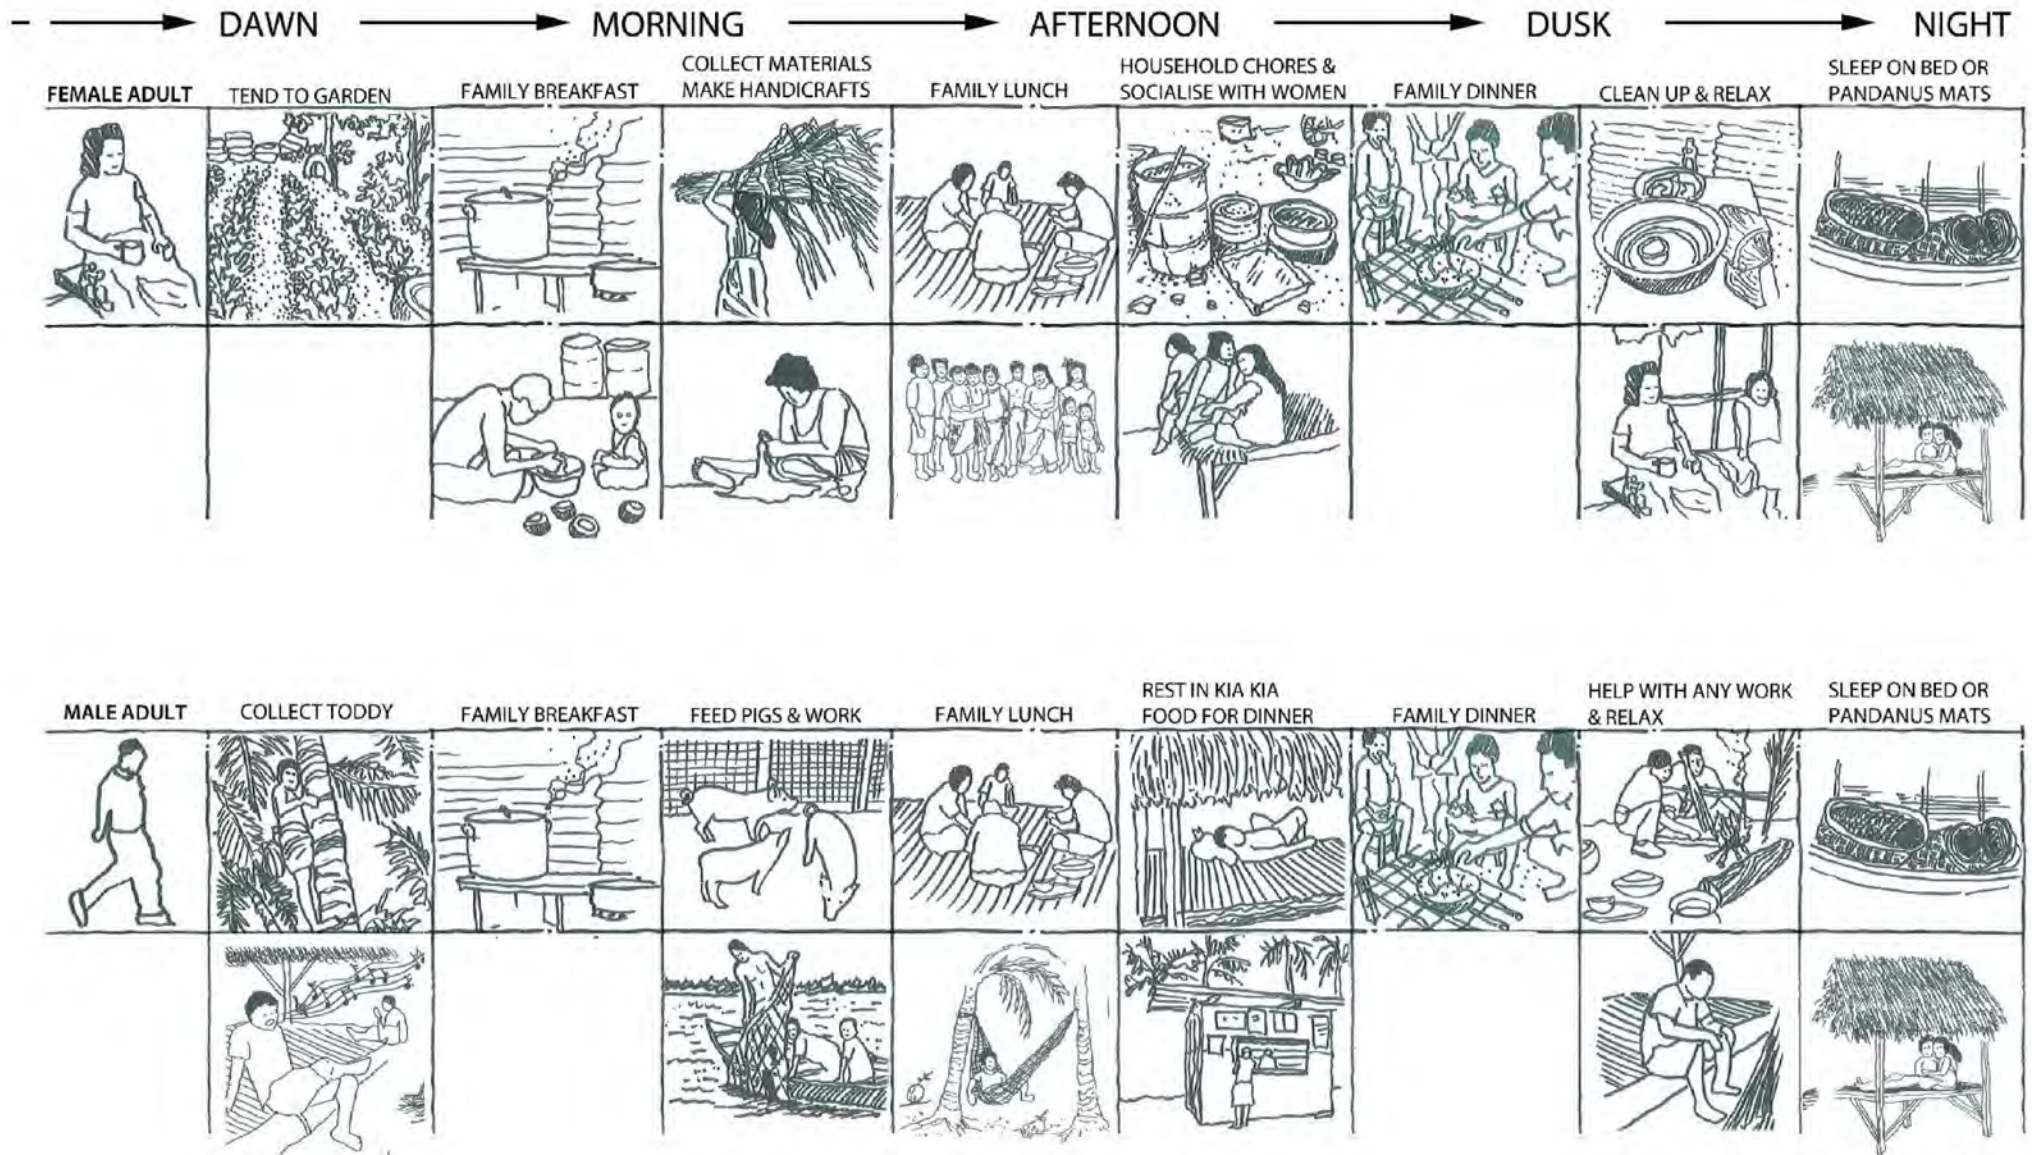 DAWN MORNING AFTERNOON DUSK NIGHT
FEMALE ADULT
TEND TO GARDEN
FAMILY BREAKFAST
COLLECT MATERIALS
MAKE HANDICRAFTS
FAMILY LUNCH
HOUSEHOLD CHORES &
SOCIALISE WITH WOMEN
FAMILY DINNER
CLEAN UP & RELAX
SLEEP ON BED OR
PANDANUS MATS
MALE ADULT
COLLECT TODDY
FAMILY BREAKFAST
FEED PIGS & WORK
FAMILY LUNCH
REST IN KIA KIA
FOOD FOR DINNER
FAMILY DINNER
HELP WITH ANY WORK
& RELAX
SLEEP ON BED OR
PANDANUS MATS